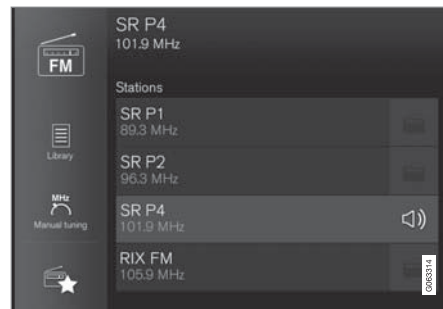 FM
Library
MHz
Manual tuning
SR P4
101.9 MHz
Stations
SR P1
89.3 MHz
SR P2
96.3 MHz
SR P4
101.9 MHz
RIX FM
105.9 MHz
G063314